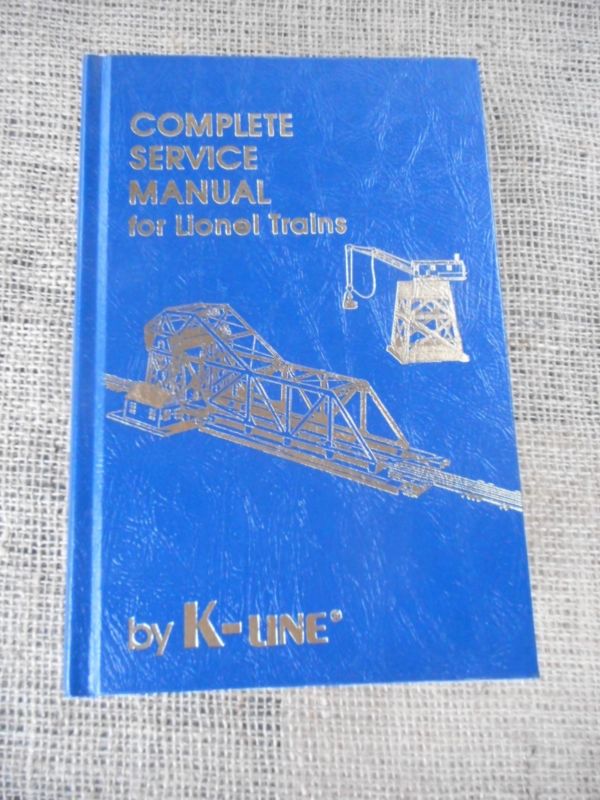 COMPLETE
SERVICE
MANUAL
for Lionel Trains
by K-LINE®